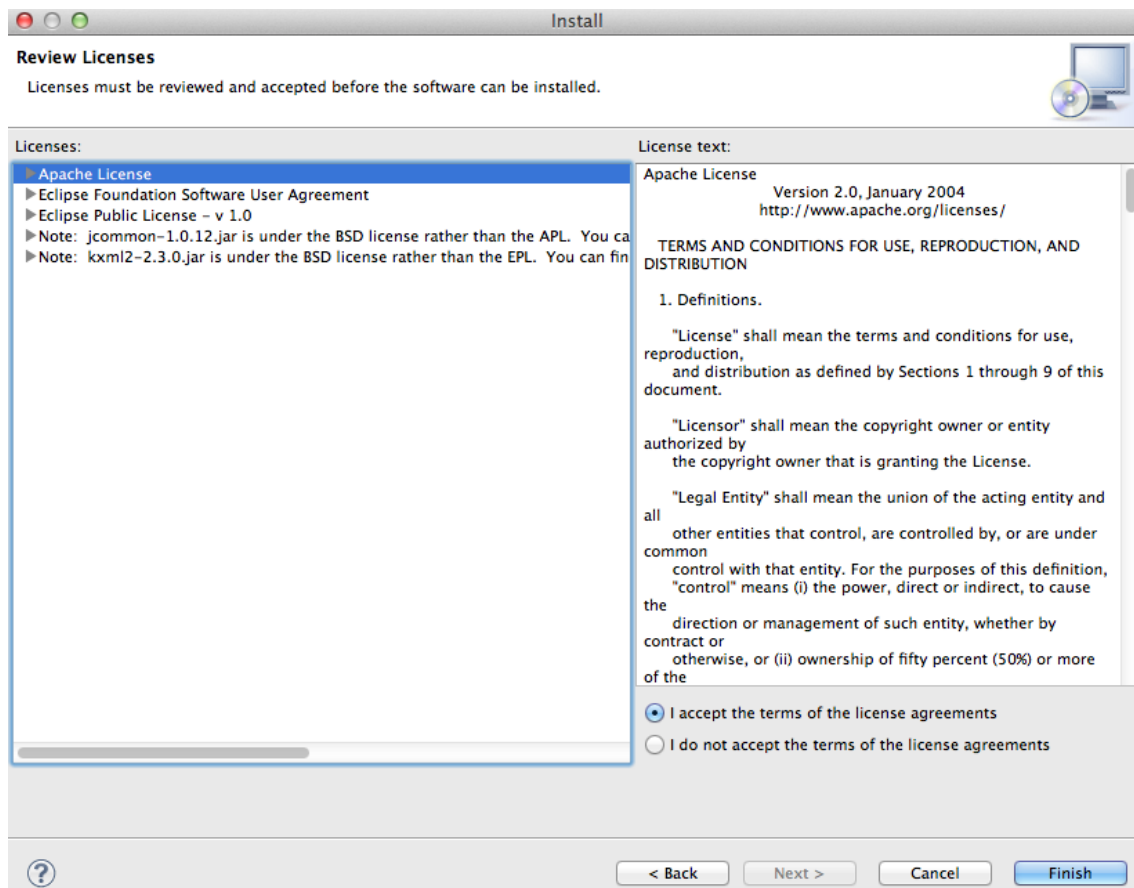 Install
Review Licenses
Licenses must be reviewed and accepted before the software can be installed.
Licenses:
Apache License
Eclipse Foundation Software User Agreement
Eclipse Public License – v 1.0
Note:  jcommon-1.0.12.jar is under the BSD license rather than the APL.  You ca
Note:  kxml2-2.3.0.jar is under the BSD license rather than the EPL.  You can fin
License text:
Apache License
Version 2.0, January 2004
http://www.apache.org/licenses/
TERMS AND CONDITIONS FOR USE, REPRODUCTION, AND
DISTRIBUTION
1. Definitions.
"License" shall mean the terms and conditions for use,
reproduction,
and distribution as defined by Sections 1 through 9 of this
document.
"Licensor" shall mean the copyright owner or entity
authorized by
the copyright owner that is granting the License.
"Legal Entity" shall mean the union of the acting entity and
all
other entities that control, are controlled by, or are under
common
control with that entity. For the purposes of this definition,
"control" means (i) the power, direct or indirect, to cause
the
direction or management of such entity, whether by
contract or
otherwise, or (ii) ownership of fifty percent (50%) or more
of the
I accept the terms of the license agreements
I do not accept the terms of the license agreements
?
< Back
Next >
Cancel
Finish